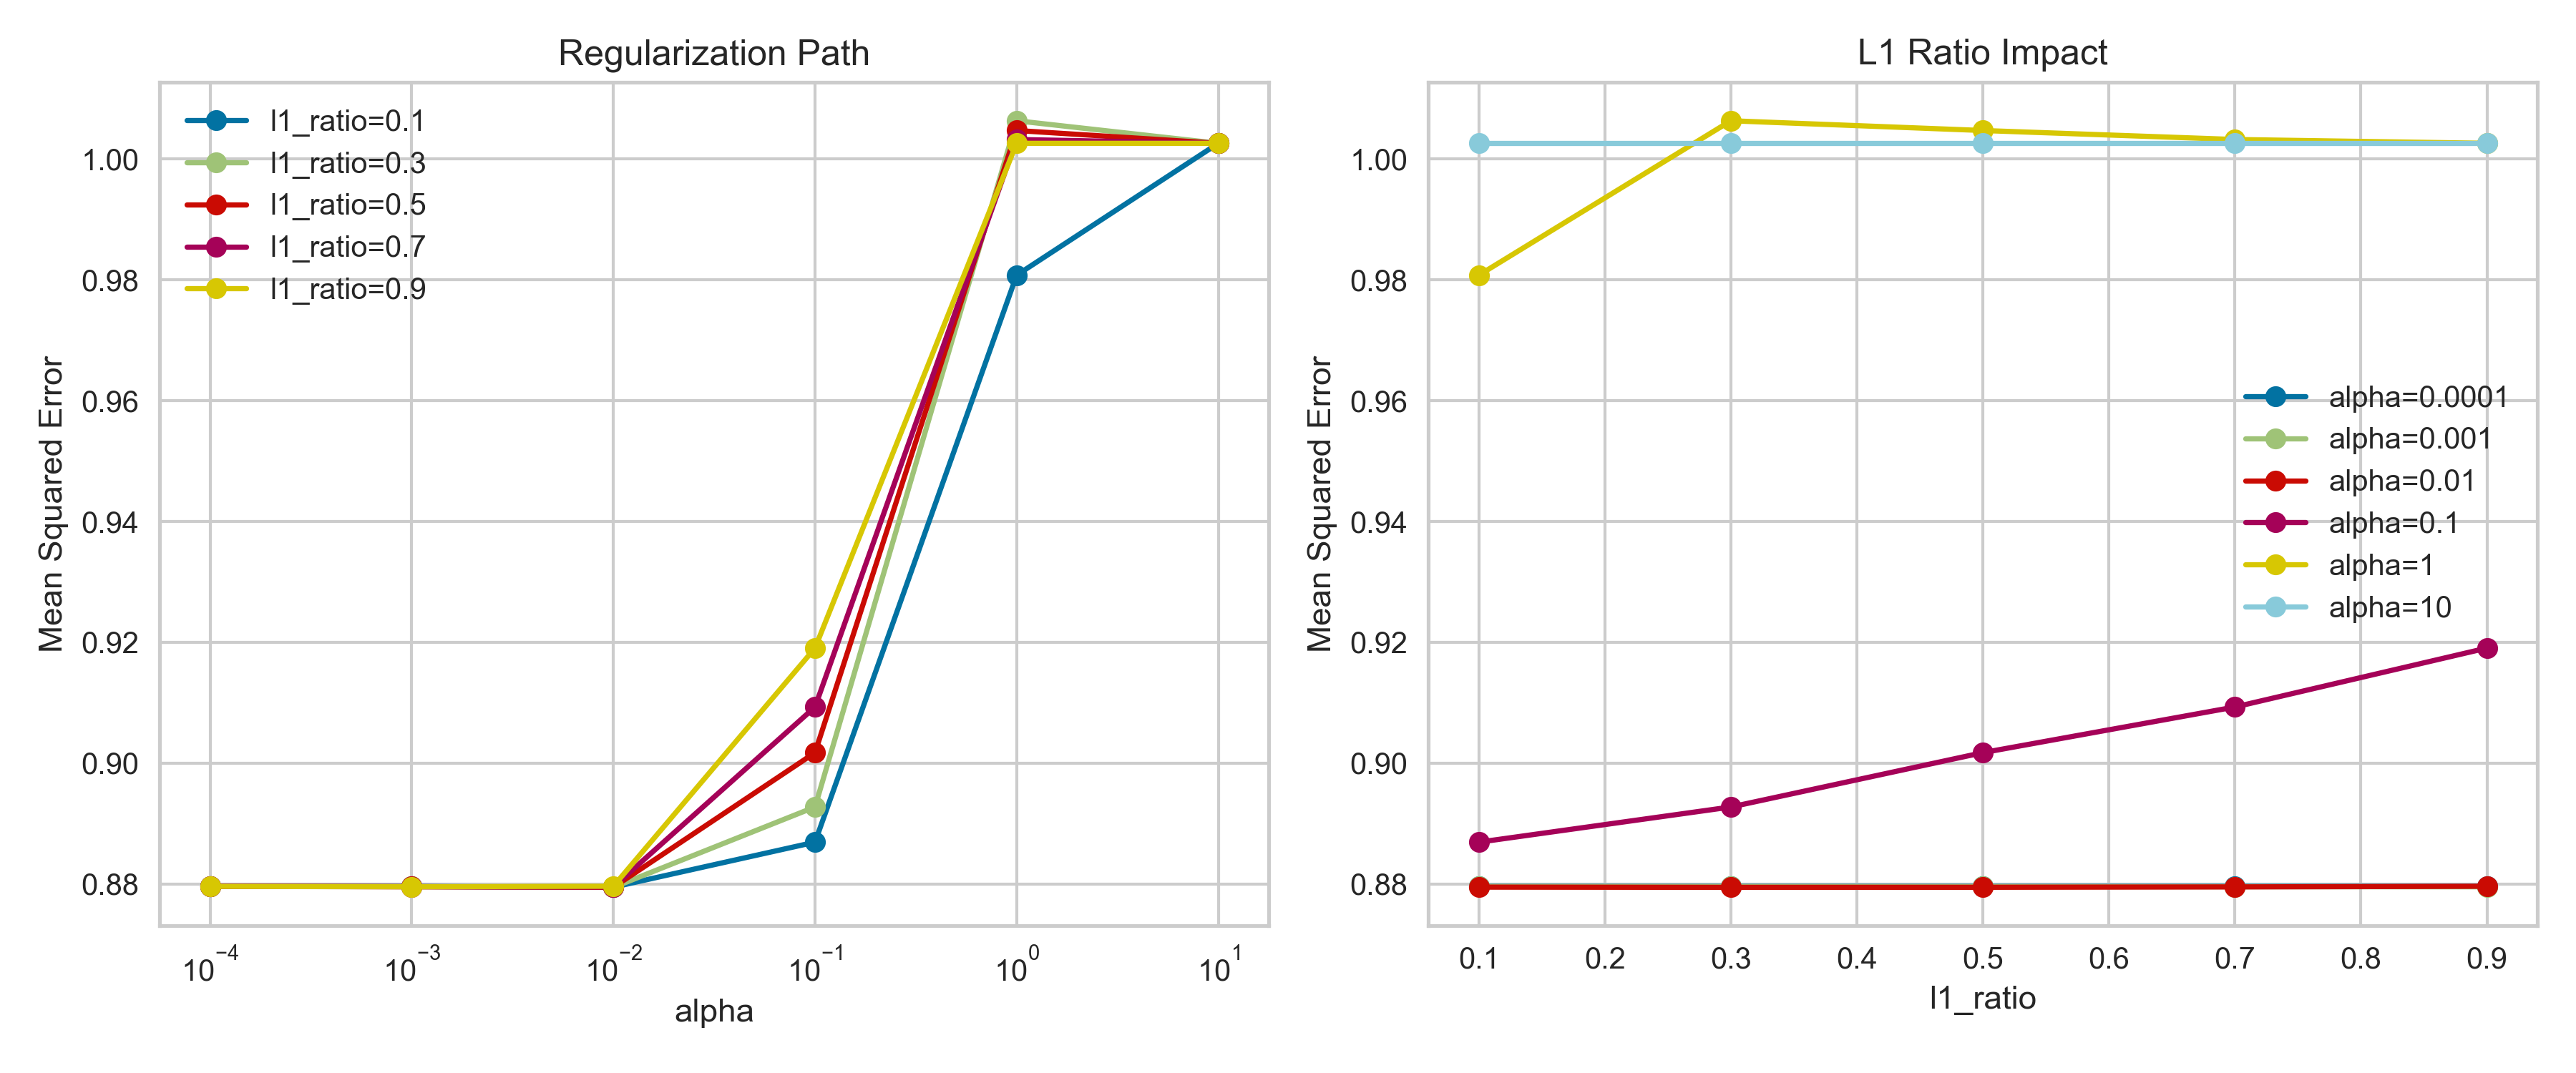 Regularization Path
l1_ratio=0.1
l1_ratio=0.3
l1_ratio=0.5
l1_ratio=0.7
l1_ratio=0.9
Mean Squared Error
1.00
0.98
0.96
0.94
0.92
0.90
0.88
10⁻⁴ 10⁻³ 10⁻² 10⁻¹ 10⁰ 10¹
alpha
L1 Ratio Impact
Mean Squared Error
1.00
0.98
0.96
0.94
0.92
0.90
0.88
alpha=0.0001
alpha=0.001
alpha=0.01
alpha=0.1
alpha=1
alpha=10
0.1 0.2 0.3 0.4 0.5 0.6 0.7 0.8 0.9
l1_ratio